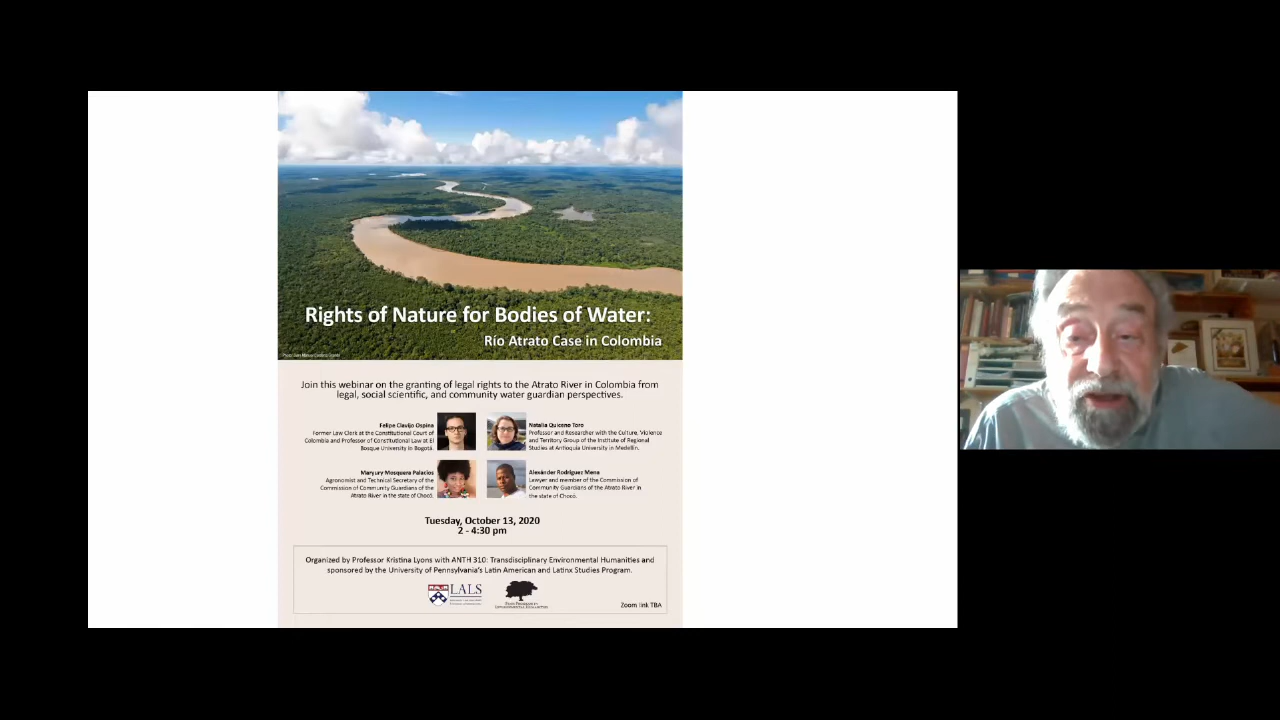 Rights of Nature for Bodies of Water:
Río Atrato Case in Colombia
Join this webinar on the granting of legal rights to the Atrato River in Colombia from
legal, social scientific, and community water guardian perspectives.
Felipe Clavijo Ospina
Former Law Clerk at the Constitutional Court of
Colombia and Professor of Constitutional Law at El
Bosque University in Bogotá.
Natalia Quiceno Toro
Professor and Researcher with the Culture, Violence
and Territory Group of the Institute of Regional
Studies at Antioquia University in Medellín.
Maryury Mosquera Palacios
Agronomist and Technical Secretary of the
Commission of Community Guardians of the
Atrato River in the state of Chocó.
Alexánder Rodríguez Mena
Lawyer and member of the Commission of
Community Guardians of the Atrato River in
the state of Chocó.
Tuesday, October 13, 2020
2 - 4:30 pm
Organized by Professor Kristina Lyons with ANTH 310: Transdisciplinary Environmental Humanities and
sponsored by the University of Pennsylvania's Latin American and Latinx Studies Program.
LALS
Zoom link TBA